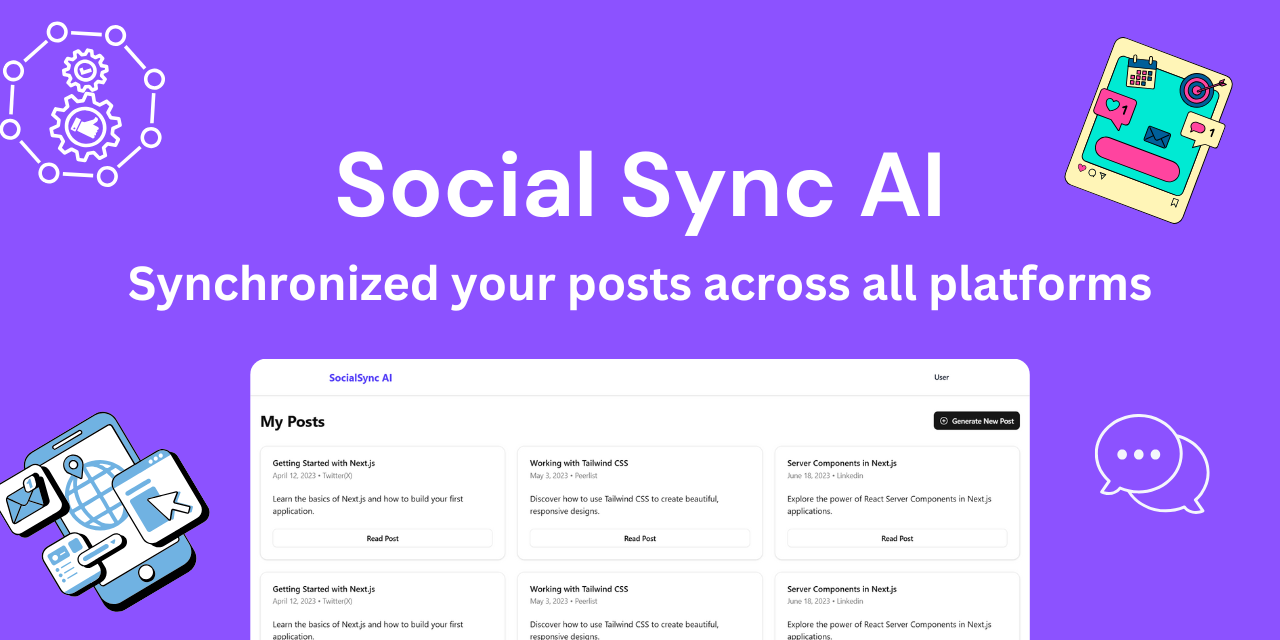 Social Sync AI
Synchronized your posts across all platforms
1
1
1
SocialSync AI
User
My Posts
Generate New Post
Getting Started with Next.js
April 12, 2023 • Twitter(X)
Learn the basics of Next.js and how to build your first
application.
Read Post
Working with Tailwind CSS
May 3, 2023 • Peerlist
Discover how to use Tailwind CSS to create beautiful,
responsive designs.
Read Post
Server Components in Next.js
June 18, 2023 • Linkedin
Explore the power of React Server Components in Next.js
applications.
Read Post
Getting Started with Next.js
April 12, 2023 • Twitter(X)
Learn the basics of Next.js and how to build your first
application.
Working with Tailwind CSS
May 3, 2023 • Peerlist
Discover how to use Tailwind CSS to create beautiful,
responsive designs.
Server Components in Next.js
June 18, 2023 • Linkedin
Explore the power of React Server Components in Next.js
applications.